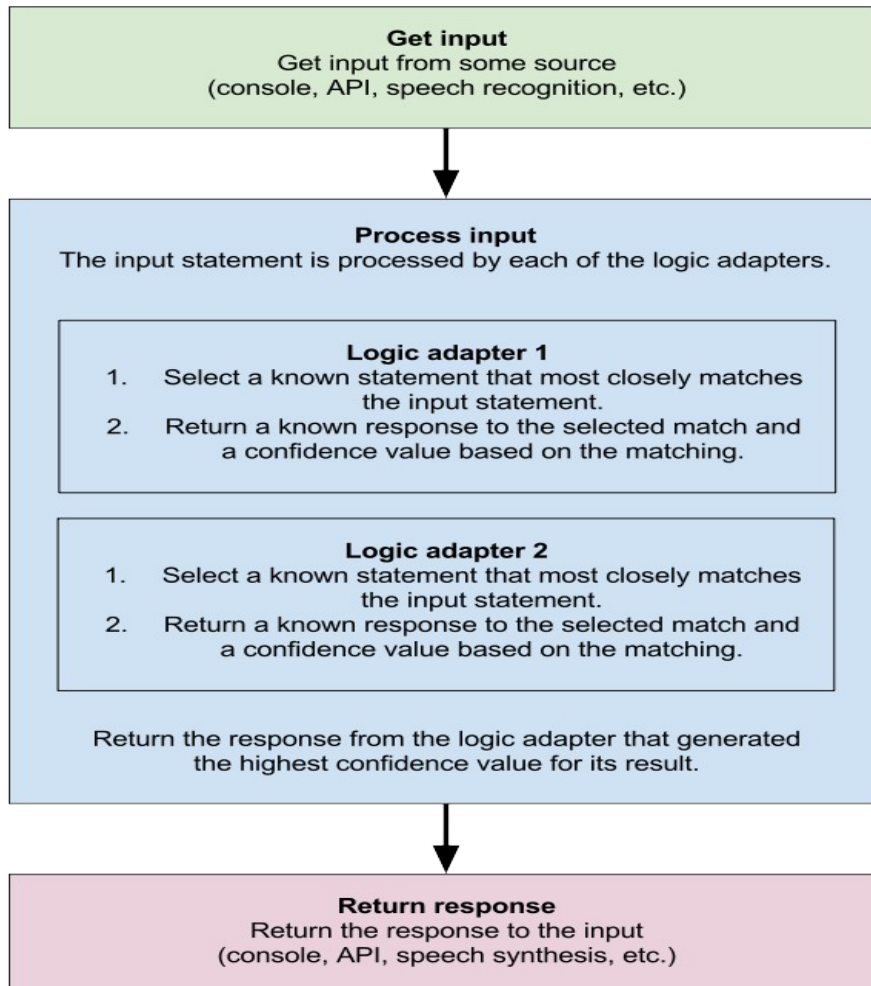 Get input
Get input from some source
(console, API, speech recognition, etc.)
Process input
The input statement is processed by each of the logic adapters.
Logic adapter 1
1. Select a known statement that most closely matches
the input statement.
2. Return a known response to the selected match and
a confidence value based on the matching.
Logic adapter 2
1. Select a known statement that most closely matches
the input statement.
2. Return a known response to the selected match and
a confidence value based on the matching.
Return the response from the logic adapter that generated
the highest confidence value for its result.
Return response
Return the response to the input
(console, API, speech synthesis, etc.)